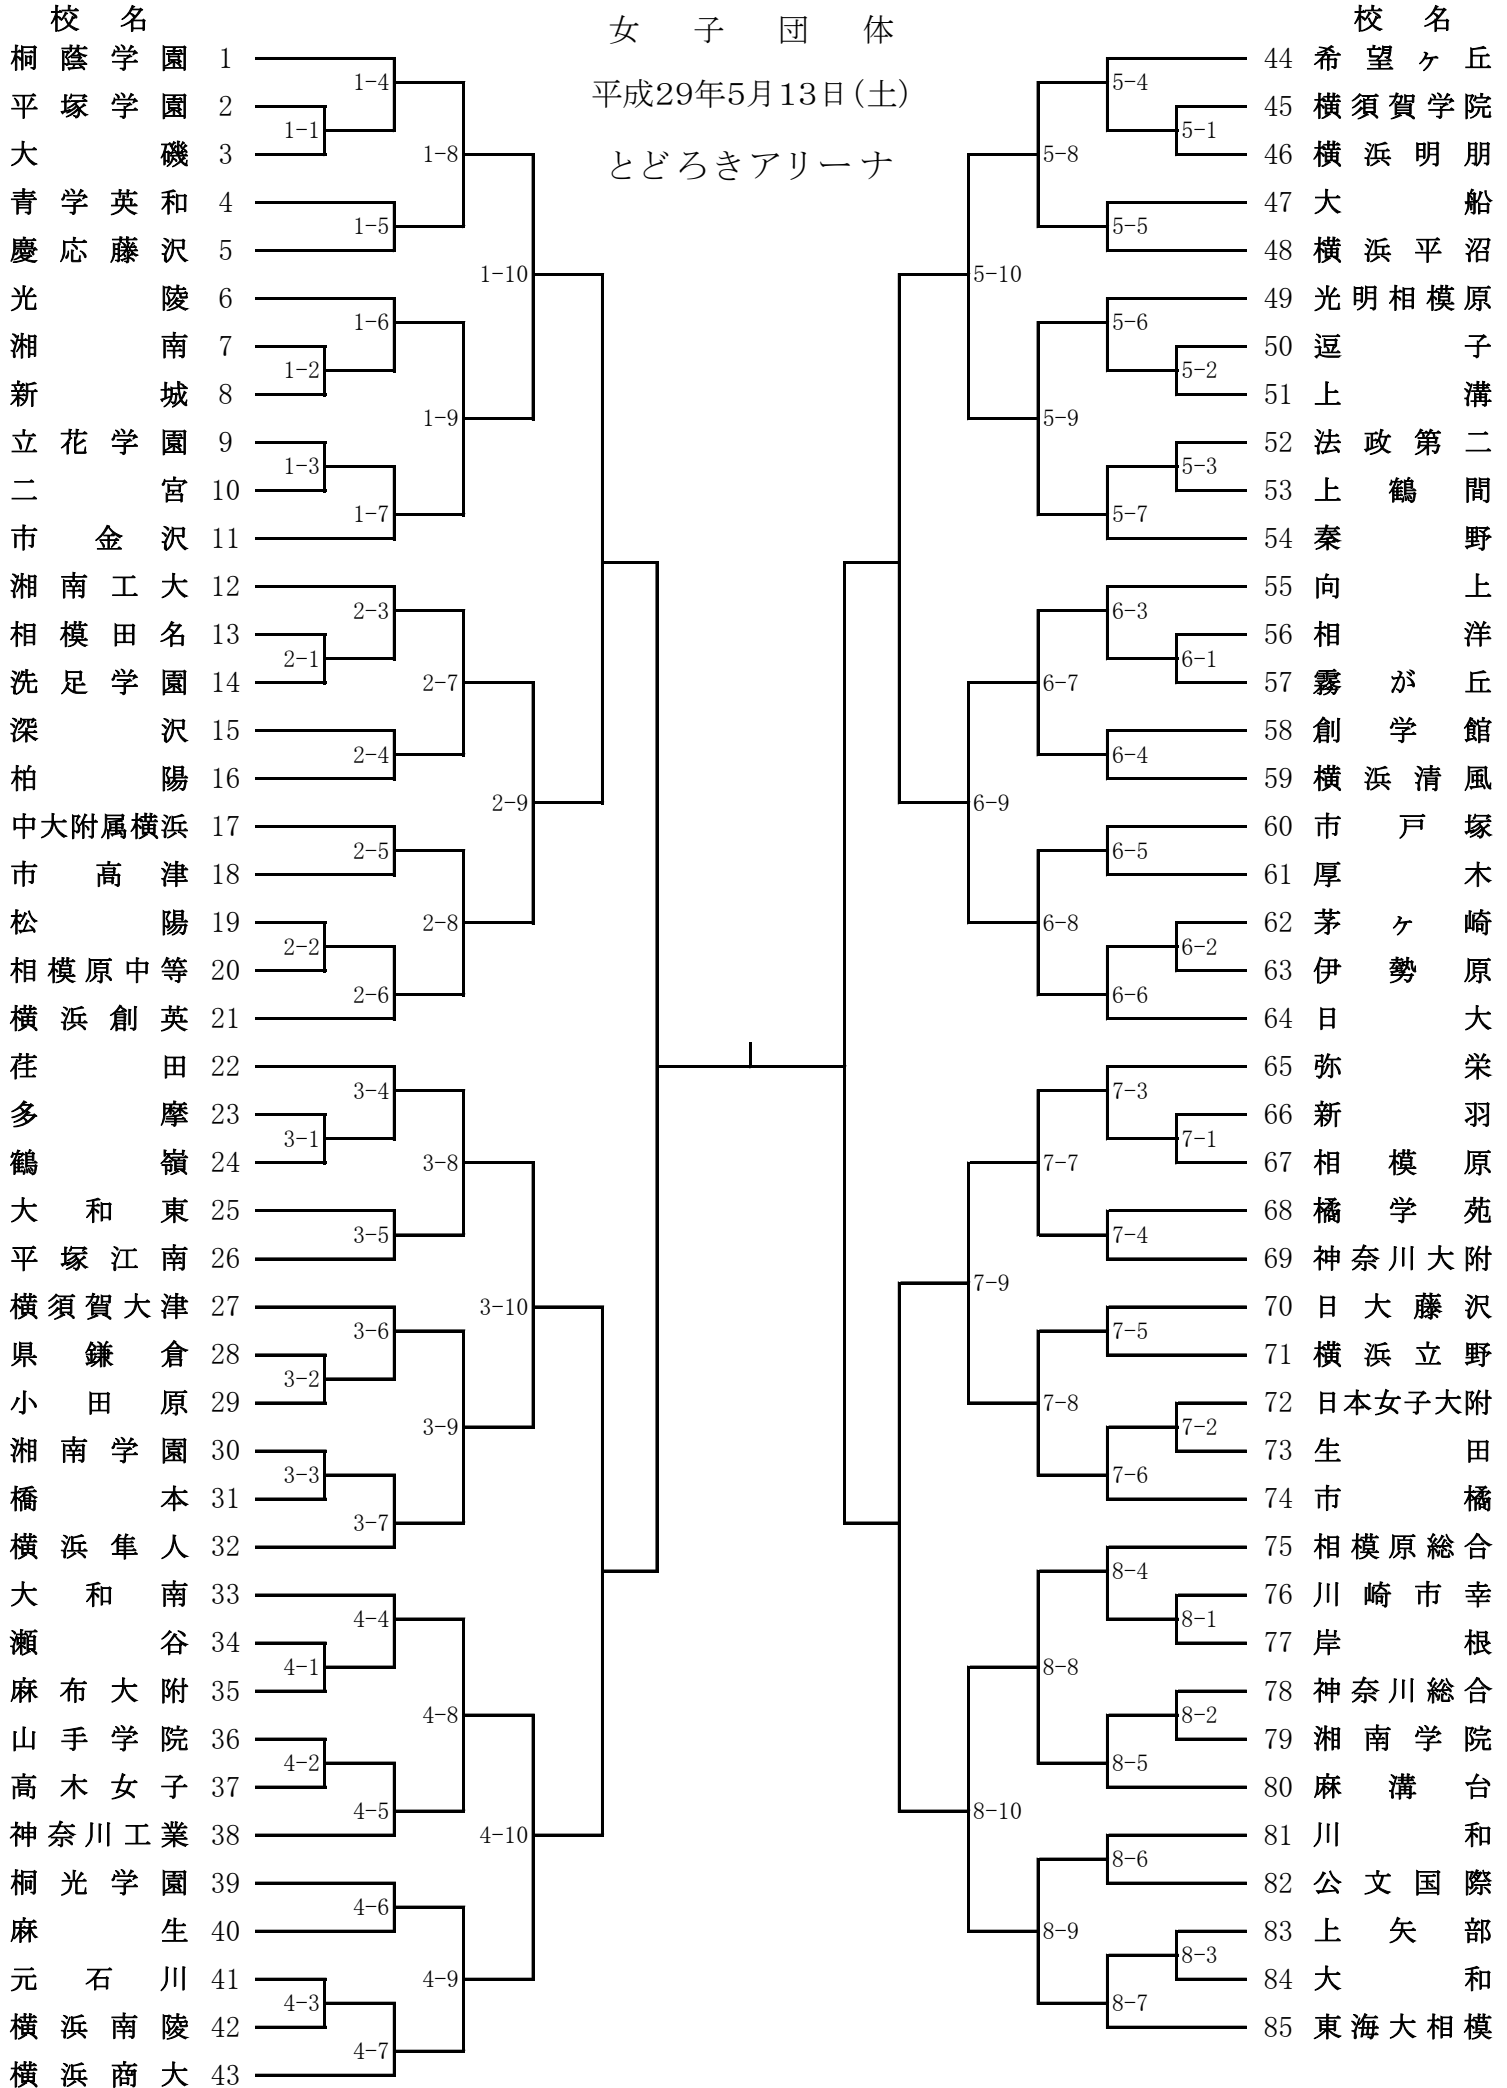 女子団体
平成29年5月13日(土)
とどろきアリーナ
校名
桐蔭学園 1
平塚学園 2
大磯 3
青学英和 4
慶応藤沢 5
光陵 6
湘南 7
新城 8
立花学園 9
二宮 10
市金沢 11
湘南工大 12
相模田名 13
洗足学園 14
深沢 15
柏陽 16
中大附属横浜 17
市高津 18
松陽 19
相模原中等 20
横浜創英 21
荏田 22
多摩 23
鶴嶺 24
大和東 25
平塚江南 26
横須賀大津 27
県鎌倉 28
小田原 29
湘南学園 30
橋本 31
横浜隼人 32
大和南 33
瀬谷 34
麻布大附 35
山手学院 36
高木女子 37
神奈川工業 38
桐光学園 39
麻生 40
元石川 41
横浜南陵 42
横浜商大 43
1-4
1-1
1-8
1-5
1-10
1-6
1-2
1-9
1-3
1-7
2-3
2-1
2-7
2-4
2-9
2-5
2-8
2-2
2-6
3-4
3-1
3-8
3-5
3-10
3-6
3-2
3-9
3-3
3-7
4-4
4-1
4-8
4-2
4-5
4-10
4-6
4-9
4-3
4-7
校名
44 希望ヶ丘
45 横須賀学院
46 横浜明朋
47 大船
48 横浜平沼
49 光明相模原
50 逗子
51 上溝
52 法政第二
53 上鶴間
54 秦野
55 向上
56 相洋
57 霧が丘
58 創学館
59 横浜清風
60 市戸塚
61 厚木
62 茅ヶ崎
63 伊勢原
64 日大
65 弥栄
66 新羽
67 相模原
68 橘学苑
69 神奈川大附
70 日大藤沢
71 横浜立野
72 日本女子大附
73 生田
74 市橘
75 相模原総合
76 川崎市幸
77 岸根
78 神奈川総合
79 湘南学院
80 麻溝台
81 川和
82 公文国際
83 上矢部
84 大和
85 東海大相模
5-4
5-1
5-8
5-5
5-10
5-6
5-2
5-9
5-3
5-7
6-3
6-1
6-7
6-4
6-9
6-5
6-8
6-2
6-6
7-3
7-1
7-7
7-4
7-9
7-5
7-8
7-2
7-6
8-4
8-1
8-8
8-2
8-5
8-10
8-6
8-9
8-3
8-7